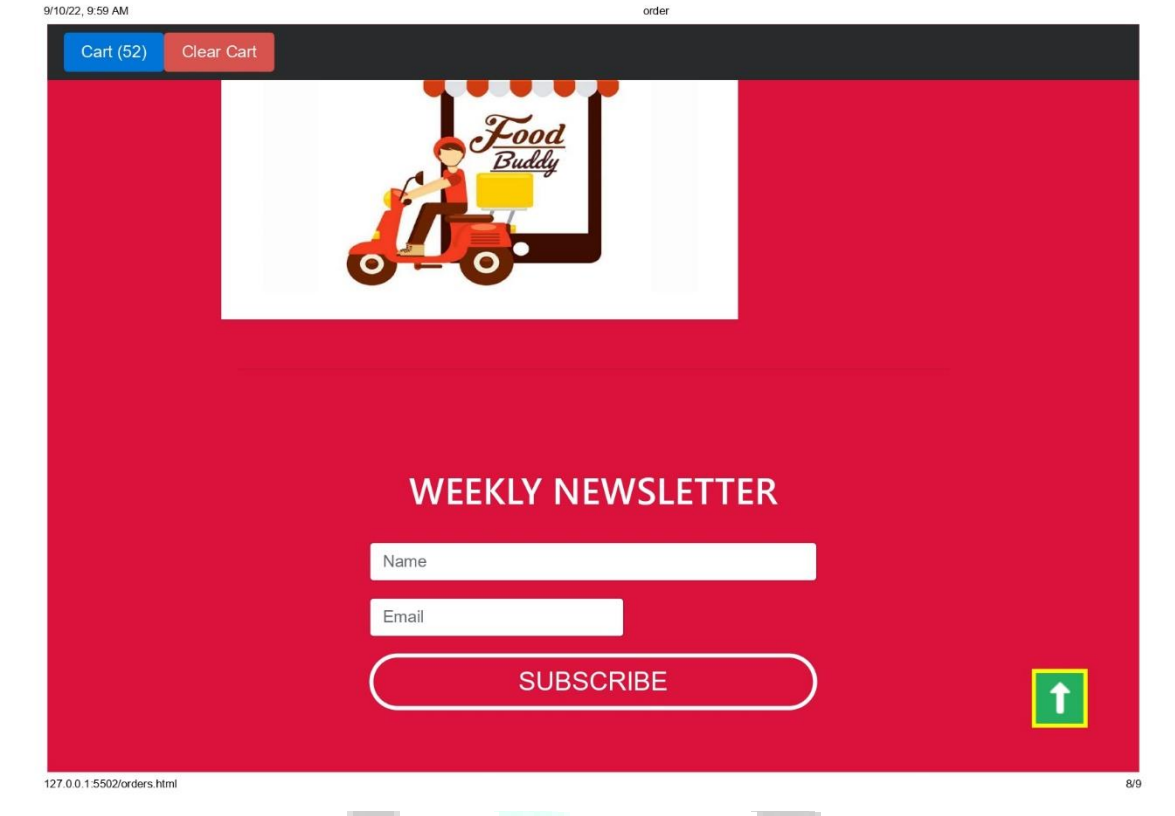 9/10/22, 9:59 AM order
Cart (52) Clear Cart
Food
Buddy
WEEKLY NEWSLETTER
Name
Email
SUBSCRIBE
127.0.0.1:5502/orders.html 8/9